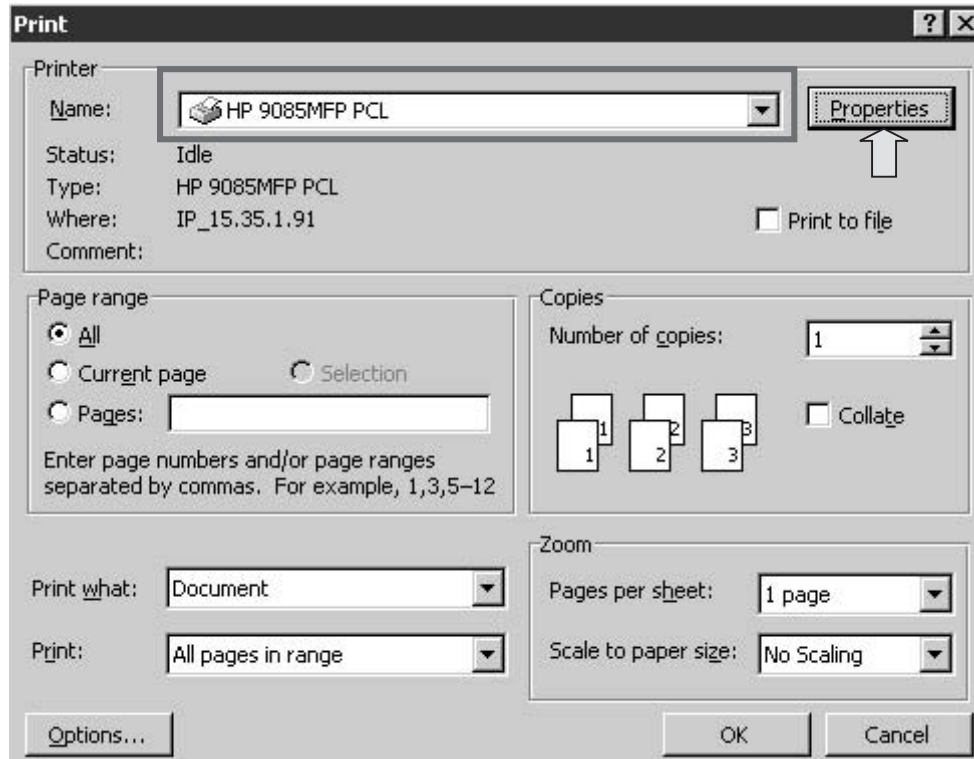 Print
Printer
Name: HP 9085MFP PCL Properties
Status: Idle
Type: HP 9085MFP PCL
Where: IP_15.35.1.91 Print to file
Comment:
Page range
All
Current page Selection
Pages:
Enter page numbers and/or page ranges
separated by commas. For example, 1,3,5–12
Copies
Number of copies: 1
1 2 3
1 2 3
Collate
Print what: Document
Print: All pages in range
Zoom
Pages per sheet: 1 page
Scale to paper size: No Scaling
Options... OK Cancel